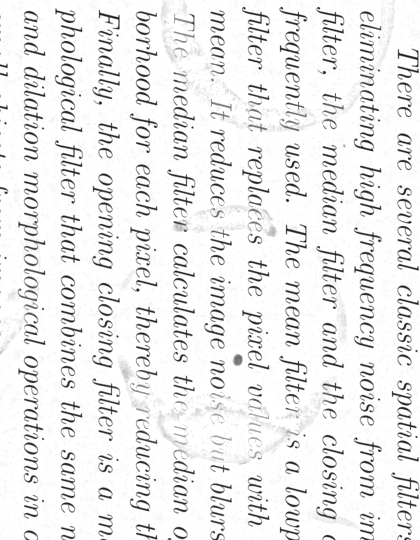 There are several classic spatial filters
eliminating high frequency noise from im
filter, the median filter and the closing
frequently used. The mean filter is a lowp
filter that replaces the pixel values with
mean. It reduces the image noise but blurs
The median filter calculates the median o
borhood for each pixel, thereby reducing th
Finally, the opening closing filter is a m
phological filter that combines the same n
and dilation morphological operations in